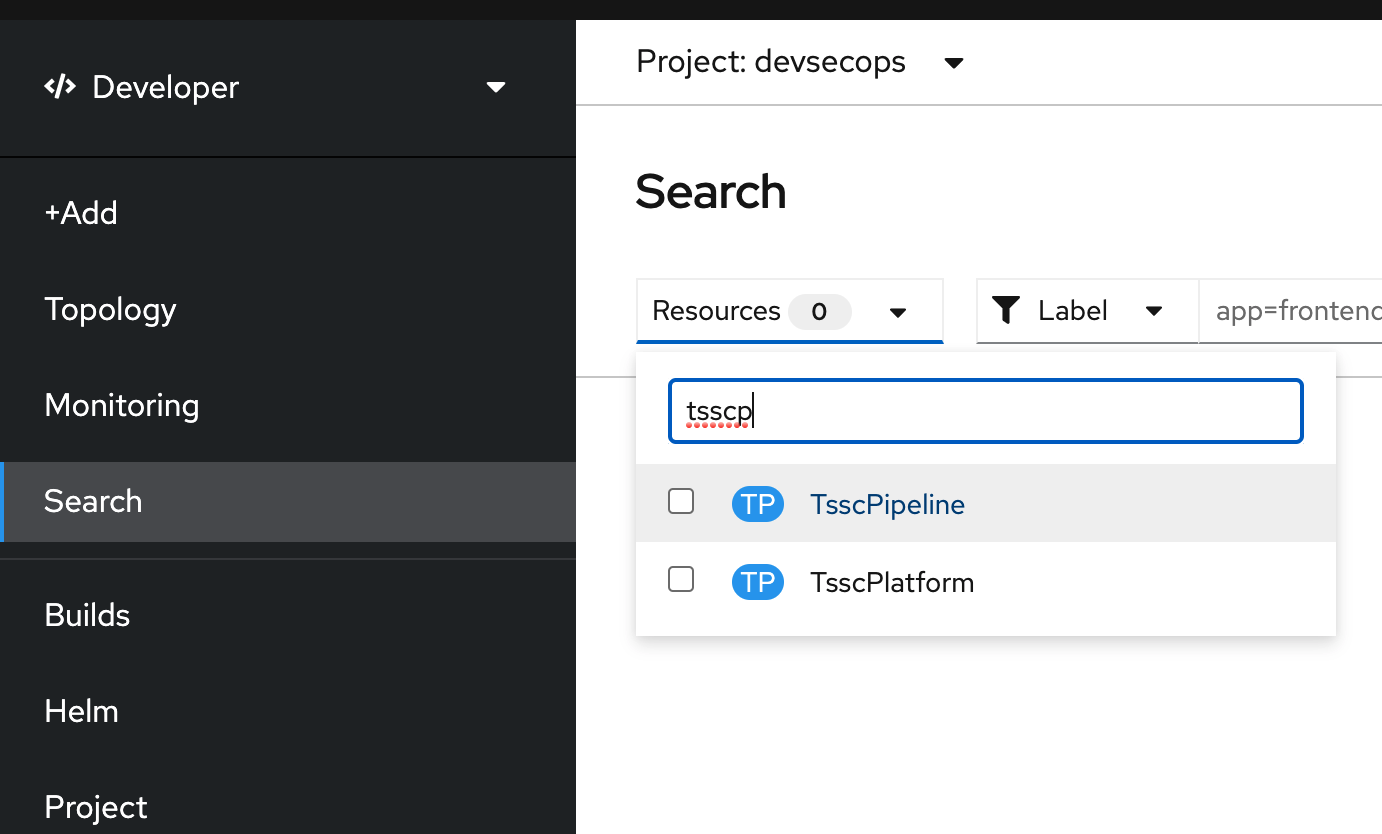 Developer
+Add
Topology
Monitoring
Search
Builds
Helm
Project
Project: devsecops
Search
Resources 0
Label
app=frontend
tsscp
TP TsscPipeline
TP TsscPlatform